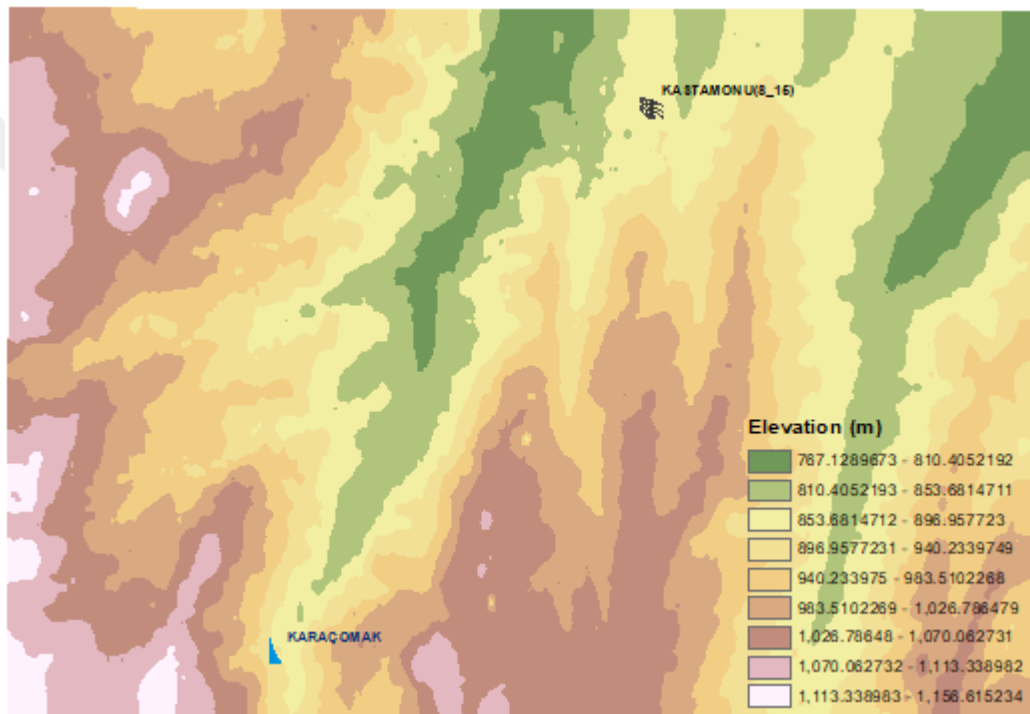 KASTAMONU(S_15)
Elevation (m)
767.1289673 - 810.4052192
810.4052193 - 853.6814711
853.6814712 - 896.957723
896.9577231 - 940.2339749
940.233975 - 983.5102268
983.5102269 - 1,026.786479
1,026.78648 - 1,070.062731
1,070.062732 - 1,113.338982
1,113.338983 - 1,156.615234
KARAÇOMAK